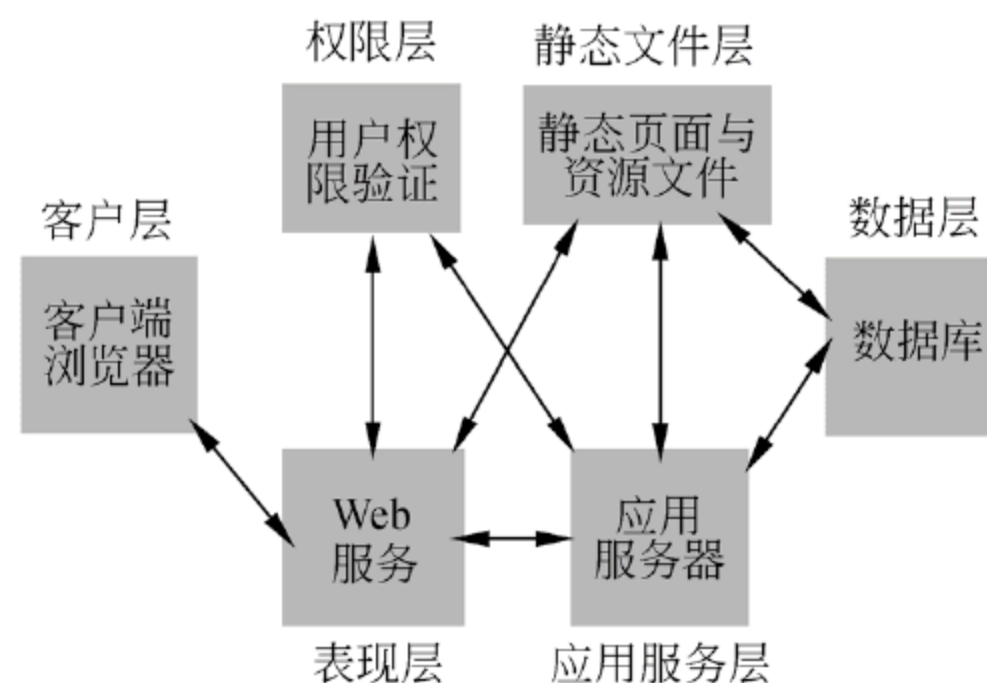 权限层
静态文件层
用户权
限验证
静态页面与
资源文件
客户层
数据层
客户端
浏览器
数据库
Web
服务
应用
服务器
表现层
应用服务层